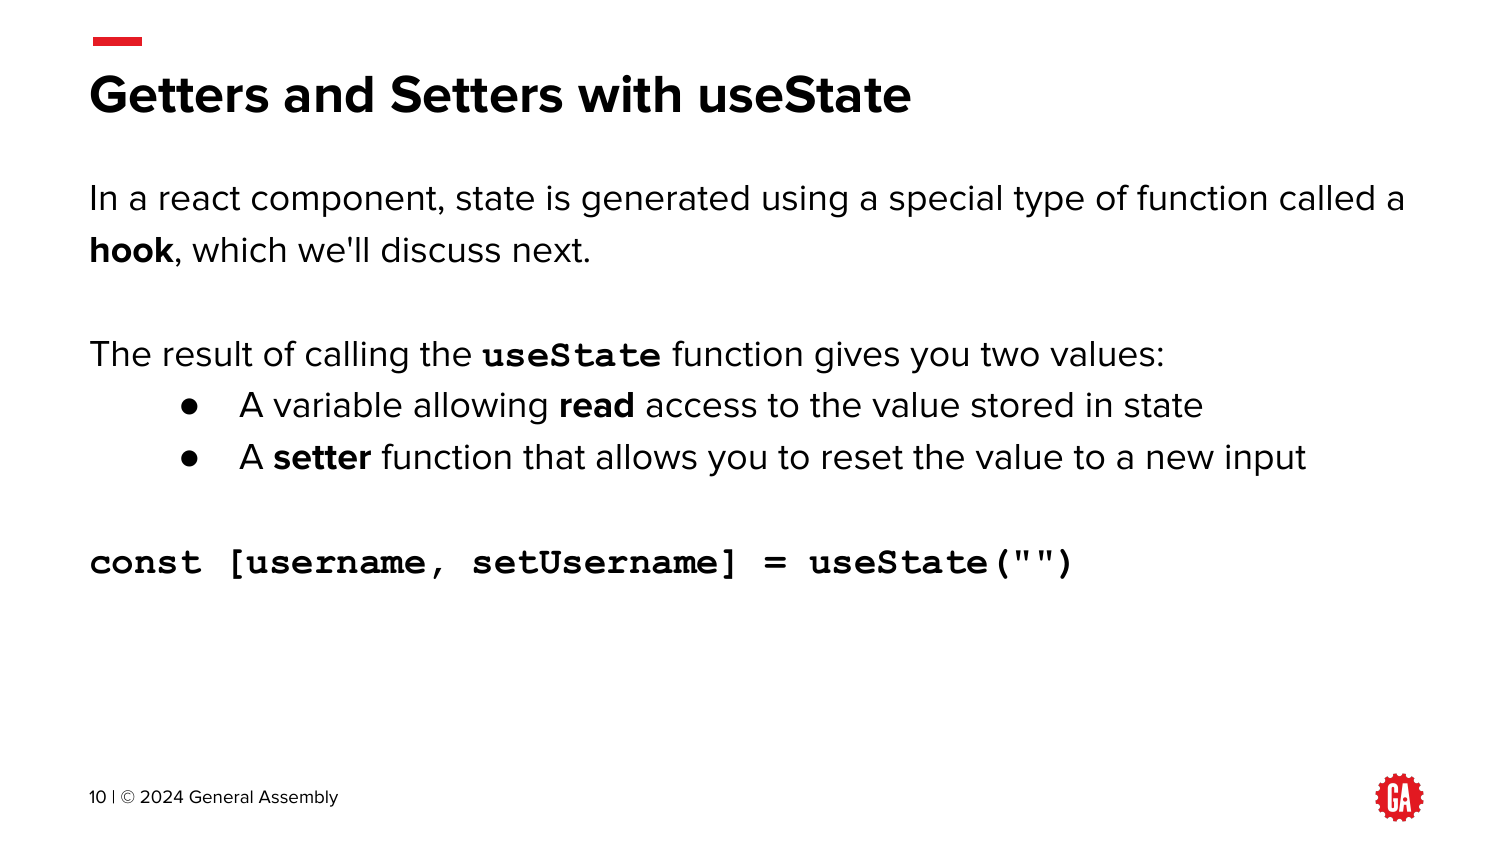 Getters and Setters with useState
In a react component, state is generated using a special type of function called a
hook, which we'll discuss next.
The result of calling the useState function gives you two values:
● A variable allowing read access to the value stored in state
● A setter function that allows you to reset the value to a new input
const [username, setUsername] = useState("")
10 | © 2024 General Assembly
GA